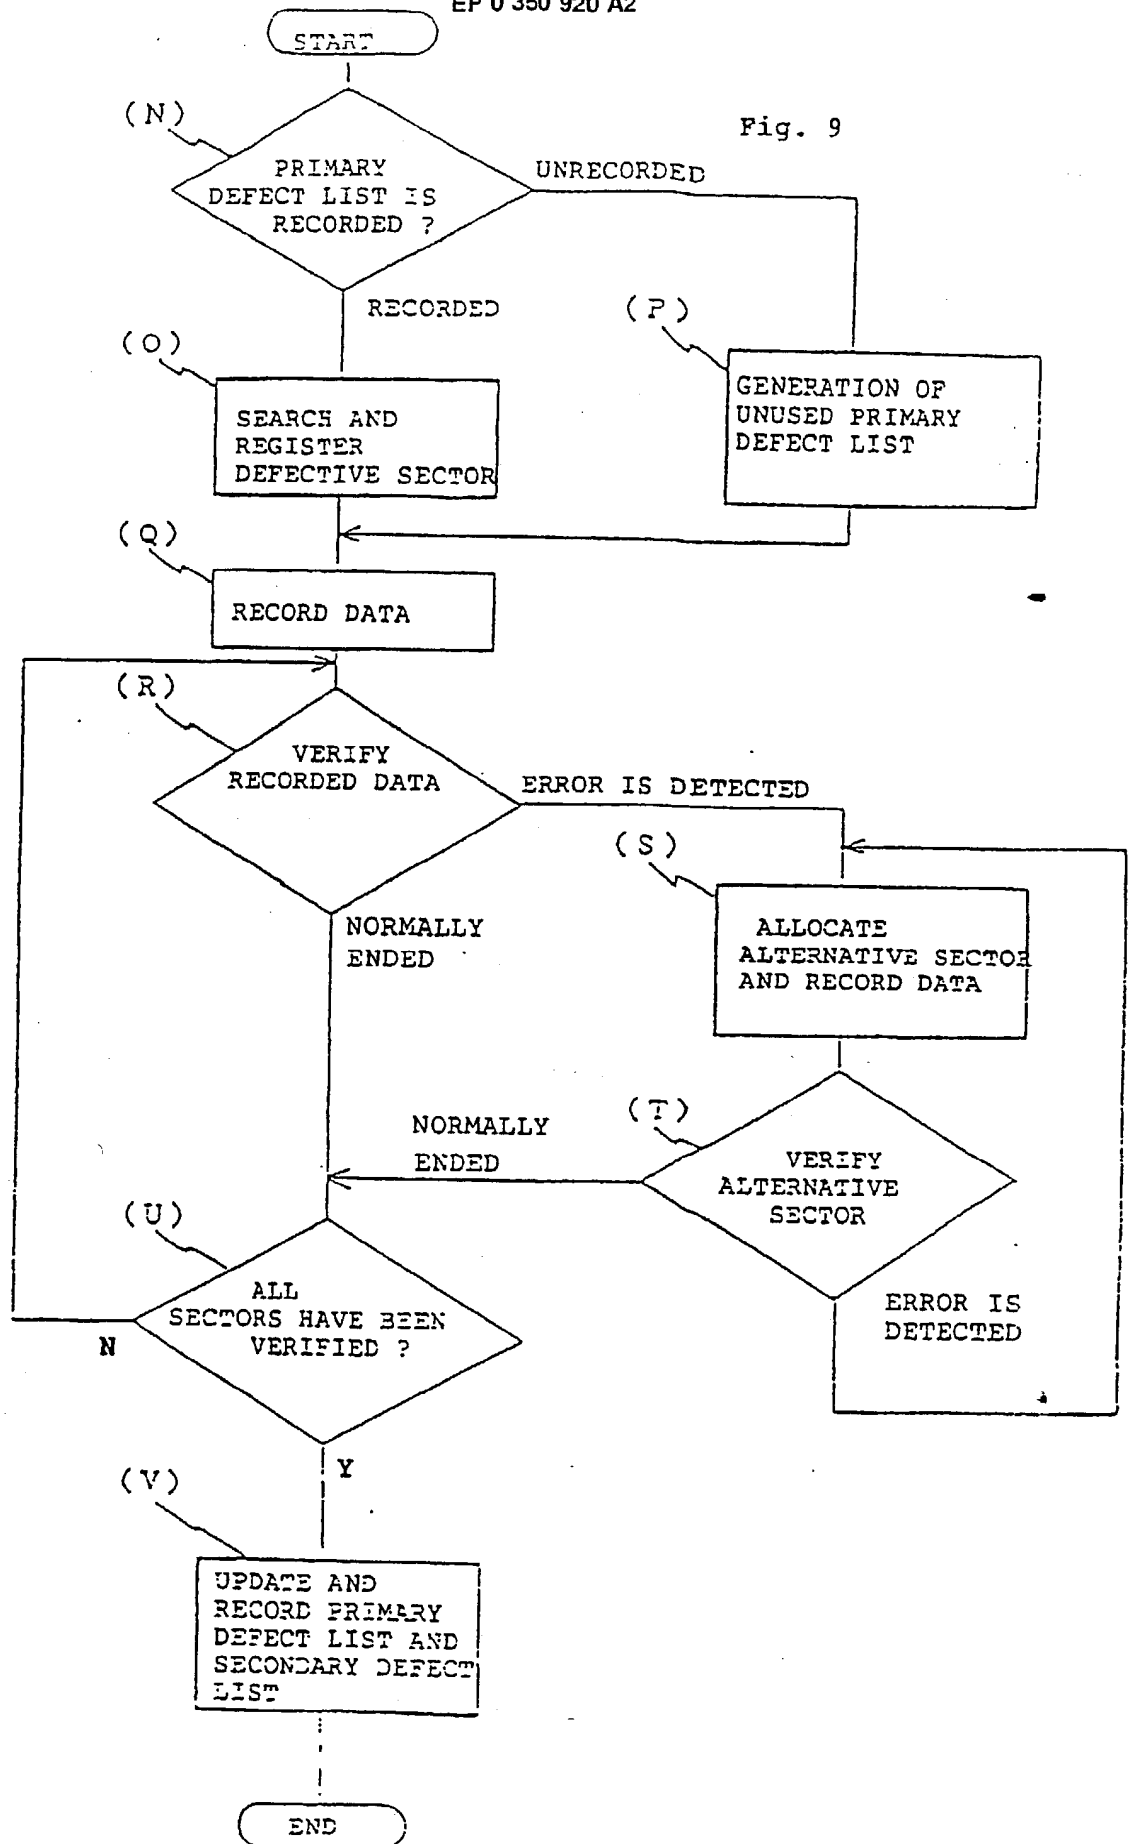 EP 0 350 920 A2
START
(N)
Fig. 9
PRIMARY
DEFECT LIST IS
RECORDED ?
UNRECORDED
RECORDED
(O)
(P)
SEARCH AND
REGISTER
DEFECTIVE SECTOR
GENERATION OF
UNUSED PRIMARY
DEFECT LIST
(Q)
RECORD DATA
(R)
VERIFY
RECORDED DATA
ERROR IS DETECTED
(S)
NORMALLY
ENDED
ALLOCATE
ALTERNATIVE SECTOR
AND RECORD DATA
(T)
NORMALLY
ENDED
VERIFY
ALTERNATIVE
SECTOR
(U)
ALL
SECTORS HAVE BEEN
VERIFIED ?
N
ERROR IS
DETECTED
Y
(V)
UPDATE AND
RECORD PRIMARY
DEFECT LIST AND
SECONDARY DEFECT
LIST
END